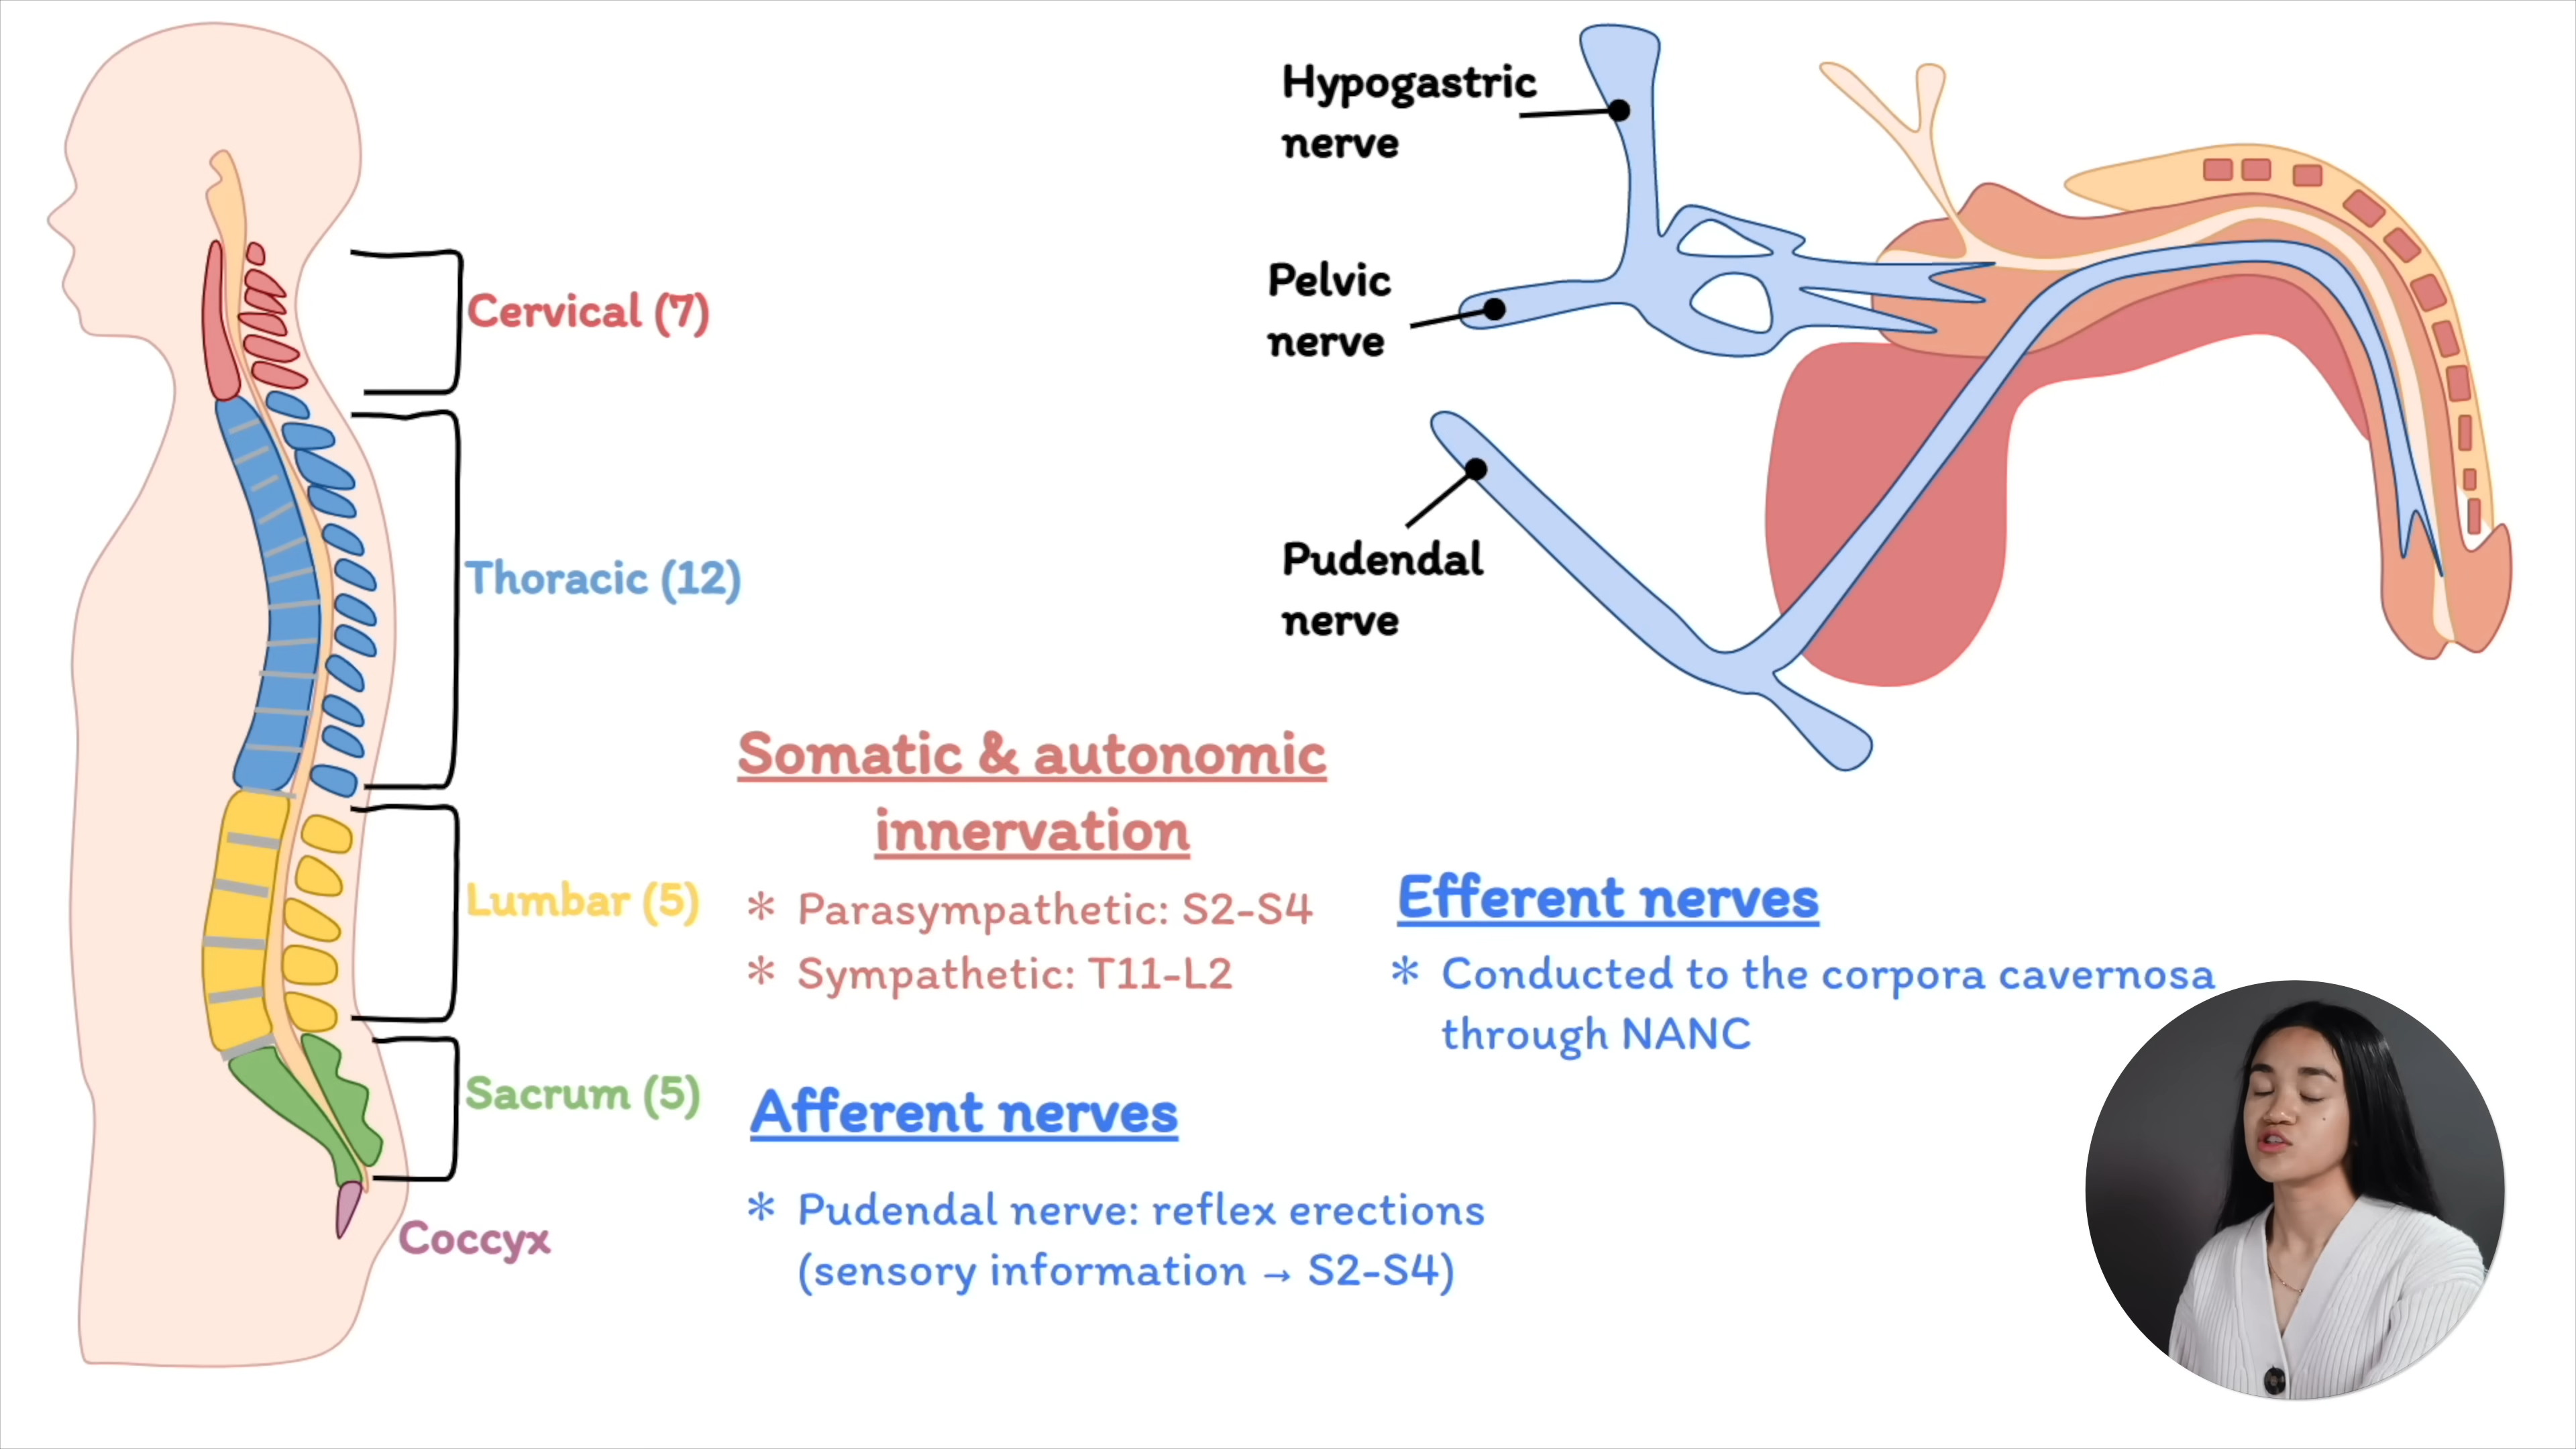 Cervical (7)
Thoracic (12)
Lumbar (5)
Sacrum (5)
Coccyx
Hypogastric
nerve
Pelvic
nerve
Pudendal
nerve
Somatic & autonomic
innervation
* Parasympathetic: S2-S4
* Sympathetic: T11-L2
Afferent nerves
* Pudendal nerve: reflex erections
(sensory information → S2-S4)
Efferent nerves
* Conducted to the corpora cavernosa
through NANC